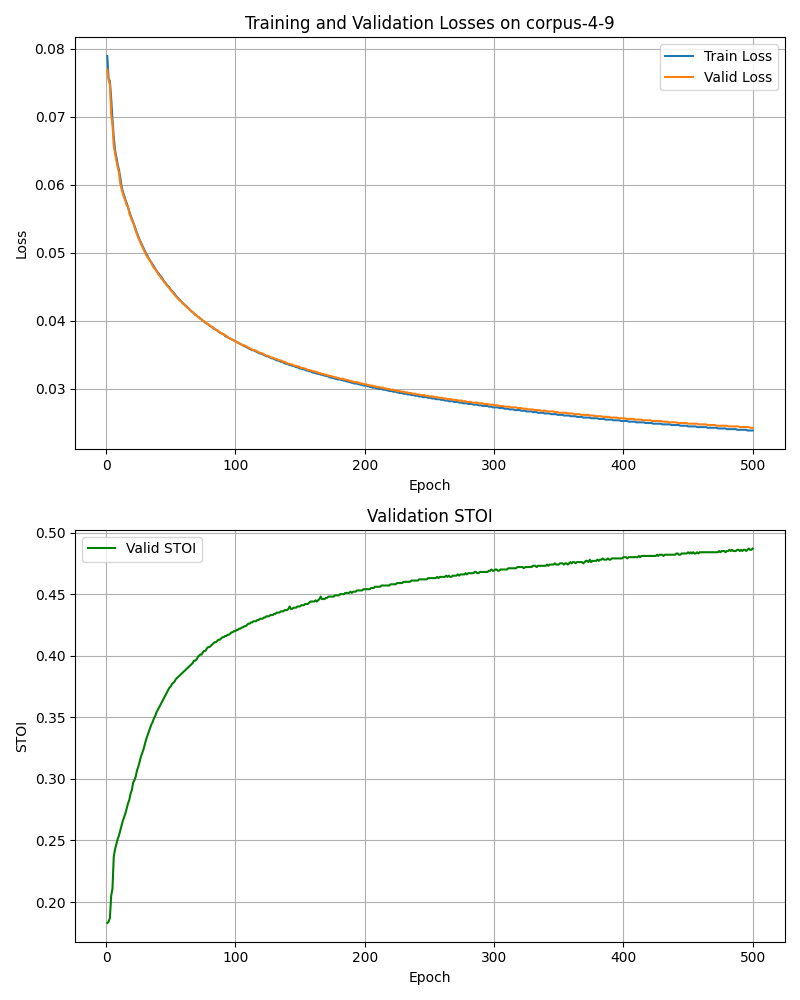 Training and Validation Losses on corpus-4-9
0.08
0.07
0.06
0.05
0.04
0.03
Loss
Train Loss
Valid Loss
0 100 200 300 400 500
Epoch
Validation STOI
0.50
0.45
0.40
0.35
0.30
0.25
0.20
STOI
Valid STOI
0 100 200 300 400 500
Epoch